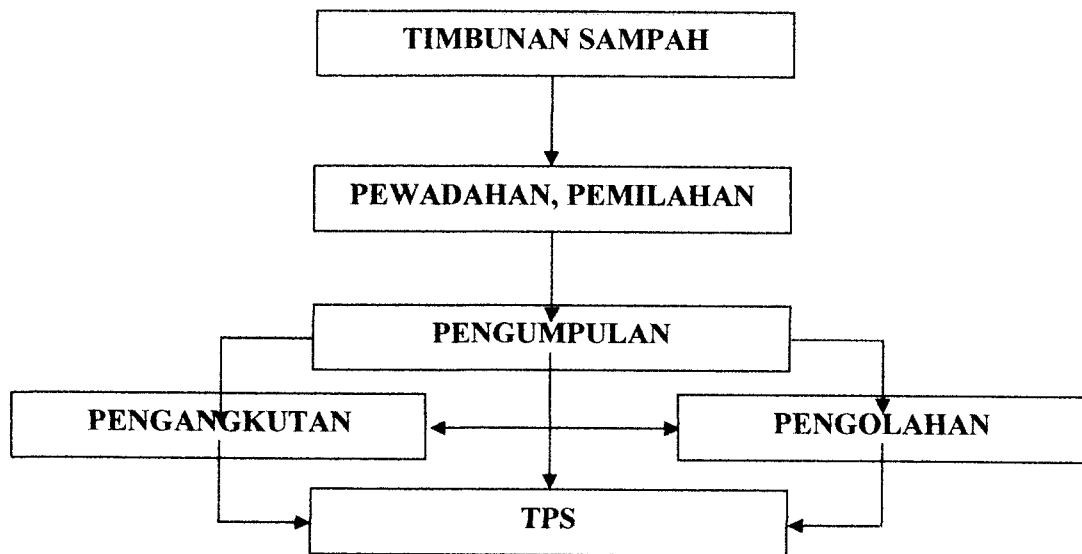 TIMBUNAN SAMPAH
PEWADAHAN, PEMILAHAN
PENGUMPULAN
PENGANGKUTAN
PENGOLAHAN
TPS